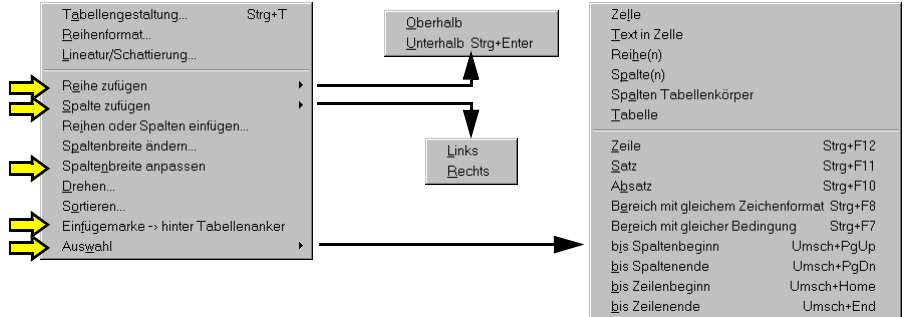 Tabellengestaltung... Strg+T
Reihenformat...
Lineatur/Schattierung...
Reihe zufügen
Spalte zufügen
Reihen oder Spalten einfügen...
Spaltenbreite ändern...
Spaltenbreite anpassen
Drehen...
Sortieren...
Einfügemarke -> hinter Tabellenanker
Auswahl
Oberhalb
Unterhalb Strg+Enter
Links
Rechts
Zelle
Text in Zelle
Reihe(n)
Spalte(n)
Spalten Tabellenkörper
Tabelle
Zeile Strg+F12
Satz Strg+F11
Absatz Strg+F10
Bereich mit gleichem Zeichenformat Strg+F8
Bereich mit gleicher Bedingung Strg+F7
bis Spaltenbeginn Umsch+PgUp
bis Spaltenende Umsch+PgDn
bis Zeilenbeginn Umsch+Home
bis Zeilenende Umsch+End